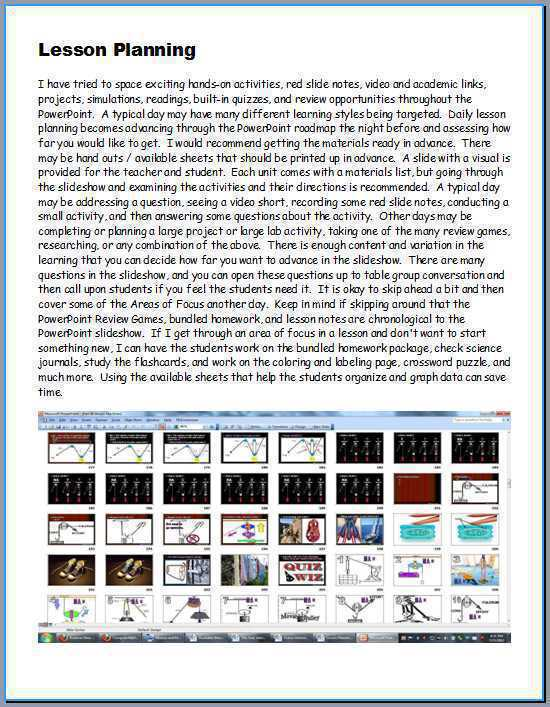 Lesson Planning
I have tried to space exciting hands-on activities, red slide notes, video and academic links,
projects, simulations, readings, built-in quizzes, and review opportunities throughout the
PowerPoint. A typical day may have many different learning styles being targeted. Daily lesson
planning becomes advancing through the PowerPoint roadmap the night before and assessing how
far you would like to get. I would recommend getting the materials ready in advance. There
may be hand outs / available sheets that should be printed up in advance. A slide with a visual is
provided for the teacher and student. Each unit comes with a materials list, but going through
the slideshow and examining the activities and their directions is recommended. A typical day
may be addressing a question, seeing a video short, recording some red slide notes, conducting a
small activity, and then answering some questions about the activity. Other days may be
completing or planning a large project or large lab activity, taking one of the many review games,
researching, or any combination of the above. There is enough content and variation in the
learning that you can decide how far you want to advance in the slideshow. There are many
questions in the slideshow, and you can open these questions up to table group conversation and
then call upon students if you feel the students need it. It is okay to skip ahead a bit and then
cover some of the Areas of Focus another day. Keep in mind if skipping around that the
PowerPoint Review Games, bundled homework, and lesson notes are chronological to the
PowerPoint slideshow. If I get through an area of focus in a lesson and don't want to start
something new, I can have the students work on the bundled homework package, check science
journals, study the flashcards, and work on the coloring and labeling page, crossword puzzle, and
much more. Using the available sheets that help the students organize and graph data can save
time.
QUIZ
WIZ